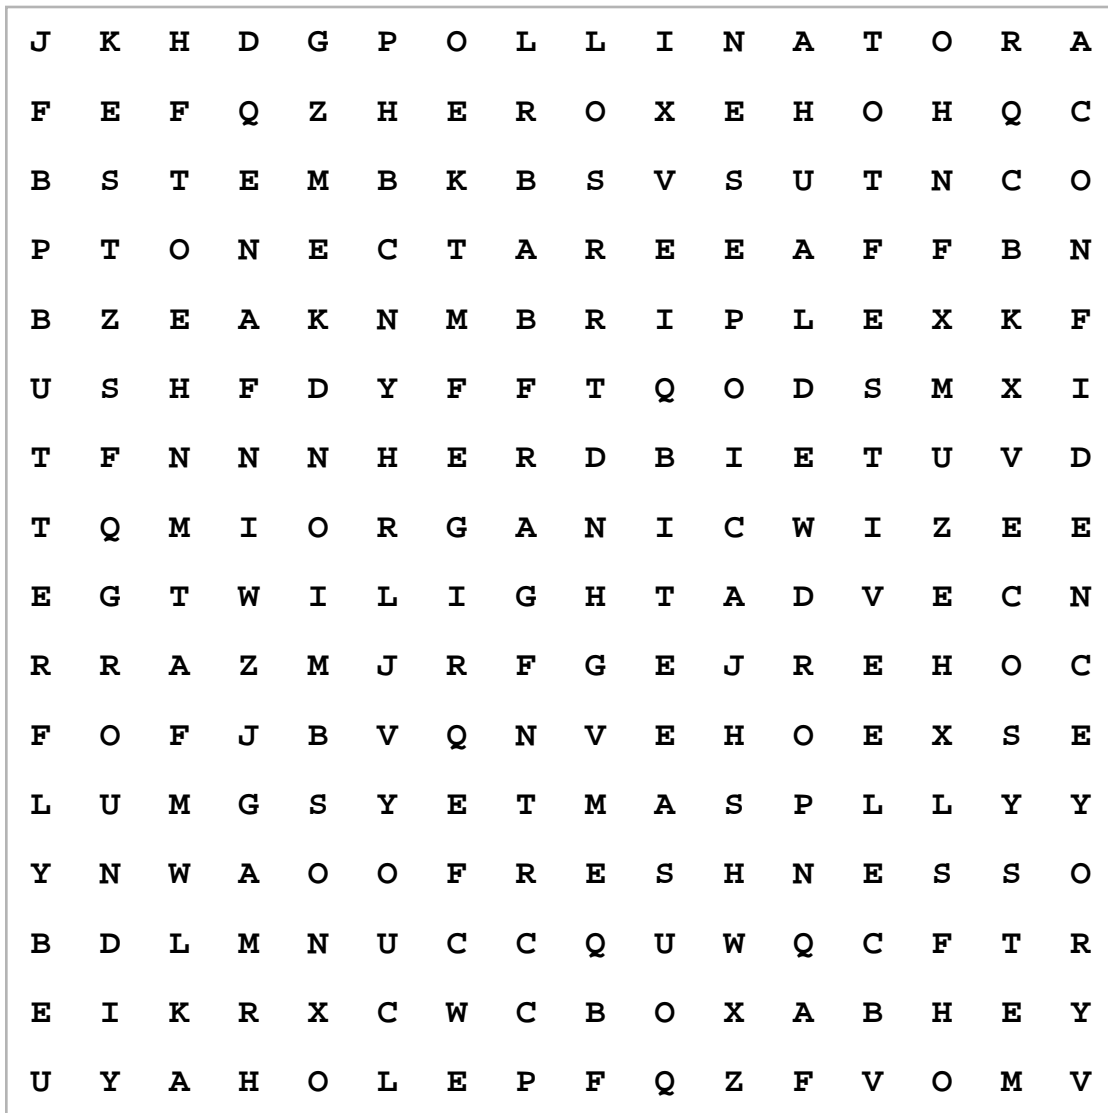 J K H D G P O L L I N A T O R A
F E F Q Z H E R O X E H O H Q C
B S T E M B K B S V S U T N C O
P T O N E C T A R E E A F F B N
B Z E A K N M B R I P L E X K F
U S H F D Y F F T Q O D S M X I
T F N N N H E R D B I E T U V D
T Q M I O R G A N I C W I Z E E
E G T W I L I G H T A D V E C N
R R A Z M J R F G E J R E H O C
F O F J B V Q N V E H O E X S E
L U M G S Y E T M A S P L L Y Y
Y N W A O O F R E S H N E S S O
B D L M N U C C Q U W Q C F T R
E I K R X C W C B O X A B H E Y
U Y A H O L E P F Q Z F V O M V